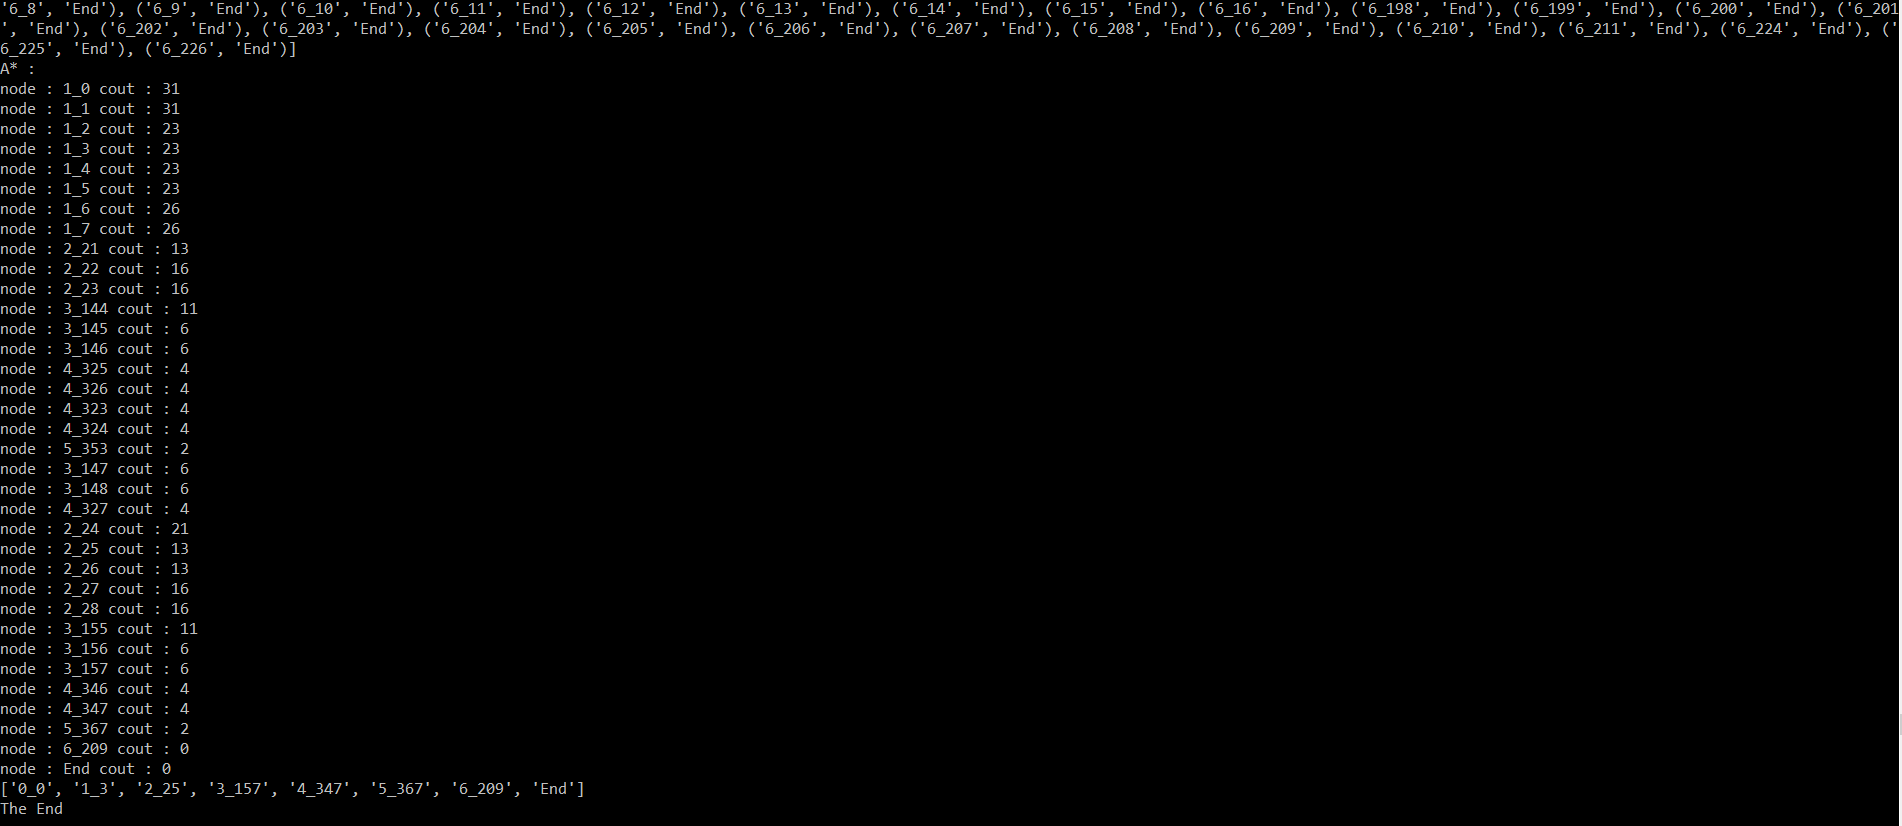 '6_8', 'End'), ('6_9', 'End'), ('6_10', 'End'), ('6_11', 'End'), ('6_12', 'End'), ('6_13', 'End'), ('6_14', 'End'), ('6_15', 'End'), ('6_16', 'End'), ('6_198', 'End'), ('6_199', 'End'), ('6_200', 'End'), ('6_201
', 'End'), ('6_202', 'End'), ('6_203', 'End'), ('6_204', 'End'), ('6_205', 'End'), ('6_206', 'End'), ('6_207', 'End'), ('6_208', 'End'), ('6_209', 'End'), ('6_210', 'End'), ('6_211', 'End'), ('6_224', 'End'), ('
6_225', 'End'), ('6_226', 'End')]
A* :
node : 1_0 cout : 31
node : 1_1 cout : 31
node : 1_2 cout : 23
node : 1_3 cout : 23
node : 1_4 cout : 23
node : 1_5 cout : 23
node : 1_6 cout : 26
node : 1_7 cout : 26
node : 2_21 cout : 13
node : 2_22 cout : 16
node : 2_23 cout : 16
node : 3_144 cout : 11
node : 3_145 cout : 6
node : 3_146 cout : 6
node : 4_325 cout : 4
node : 4_326 cout : 4
node : 4_323 cout : 4
node : 4_324 cout : 4
node : 5_353 cout : 2
node : 3_147 cout : 6
node : 3_148 cout : 6
node : 4_327 cout : 4
node : 2_24 cout : 21
node : 2_25 cout : 13
node : 2_26 cout : 13
node : 2_27 cout : 16
node : 2_28 cout : 16
node : 3_155 cout : 11
node : 3_156 cout : 6
node : 3_157 cout : 6
node : 4_346 cout : 4
node : 4_347 cout : 4
node : 5_367 cout : 2
node : 6_209 cout : 0
node : End cout : 0
['0_0', '1_3', '2_25', '3_157', '4_347', '5_367', '6_209', 'End']
The End